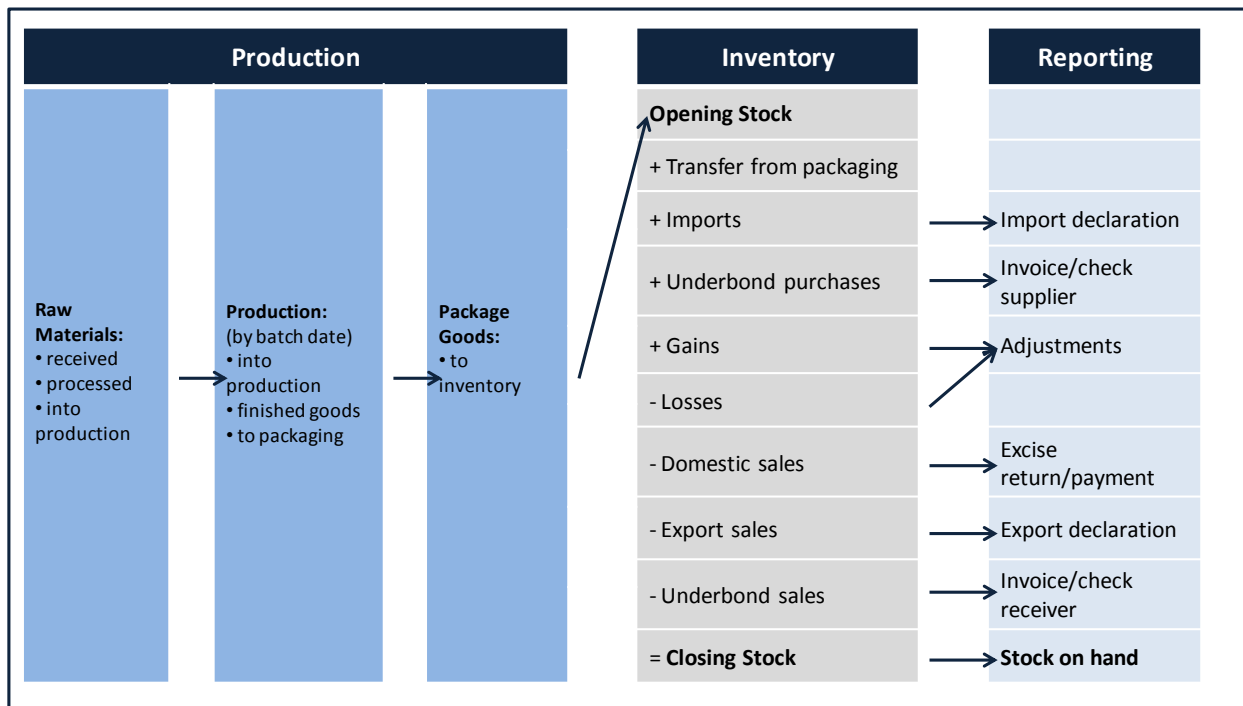 Production
Raw
Materials:
• received
• processed
• into
production
Production:
(by batch date)
• into
production
• finished goods
• to packaging
Package
Goods:
• to
inventory
Inventory
Opening Stock
+ Transfer from packaging
+ Imports
+ Underbond purchases
+ Gains
- Losses
- Domestic sales
- Export sales
- Underbond sales
= Closing Stock
Reporting
Import declaration
Invoice/check
supplier
Adjustments
Excise
return/payment
Export declaration
Invoice/check
receiver
Stock on hand